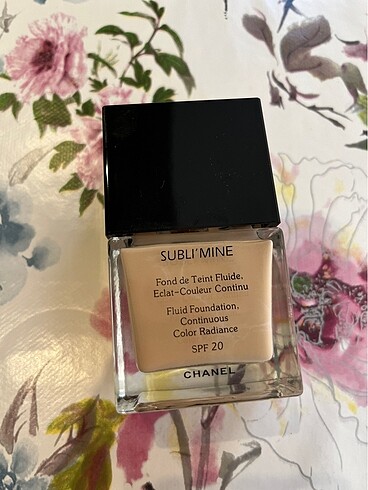 SUBLI'MINE
Fond de Teint Fluide,
Eclat-Couleur Continu
Fluid Foundation,
Continuous
Color Radiance
SPF 20
CHANEL